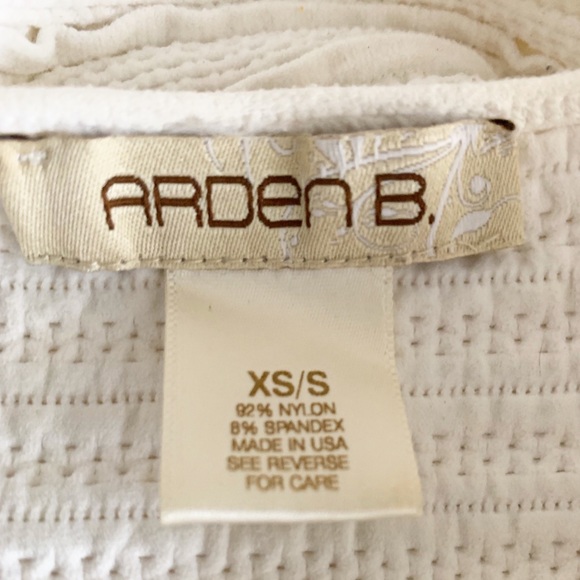 ARDEN B.
XS/S
92% NYLON
8% SPANDEX
MADE IN USA
SEE REVERSE
FOR CARE